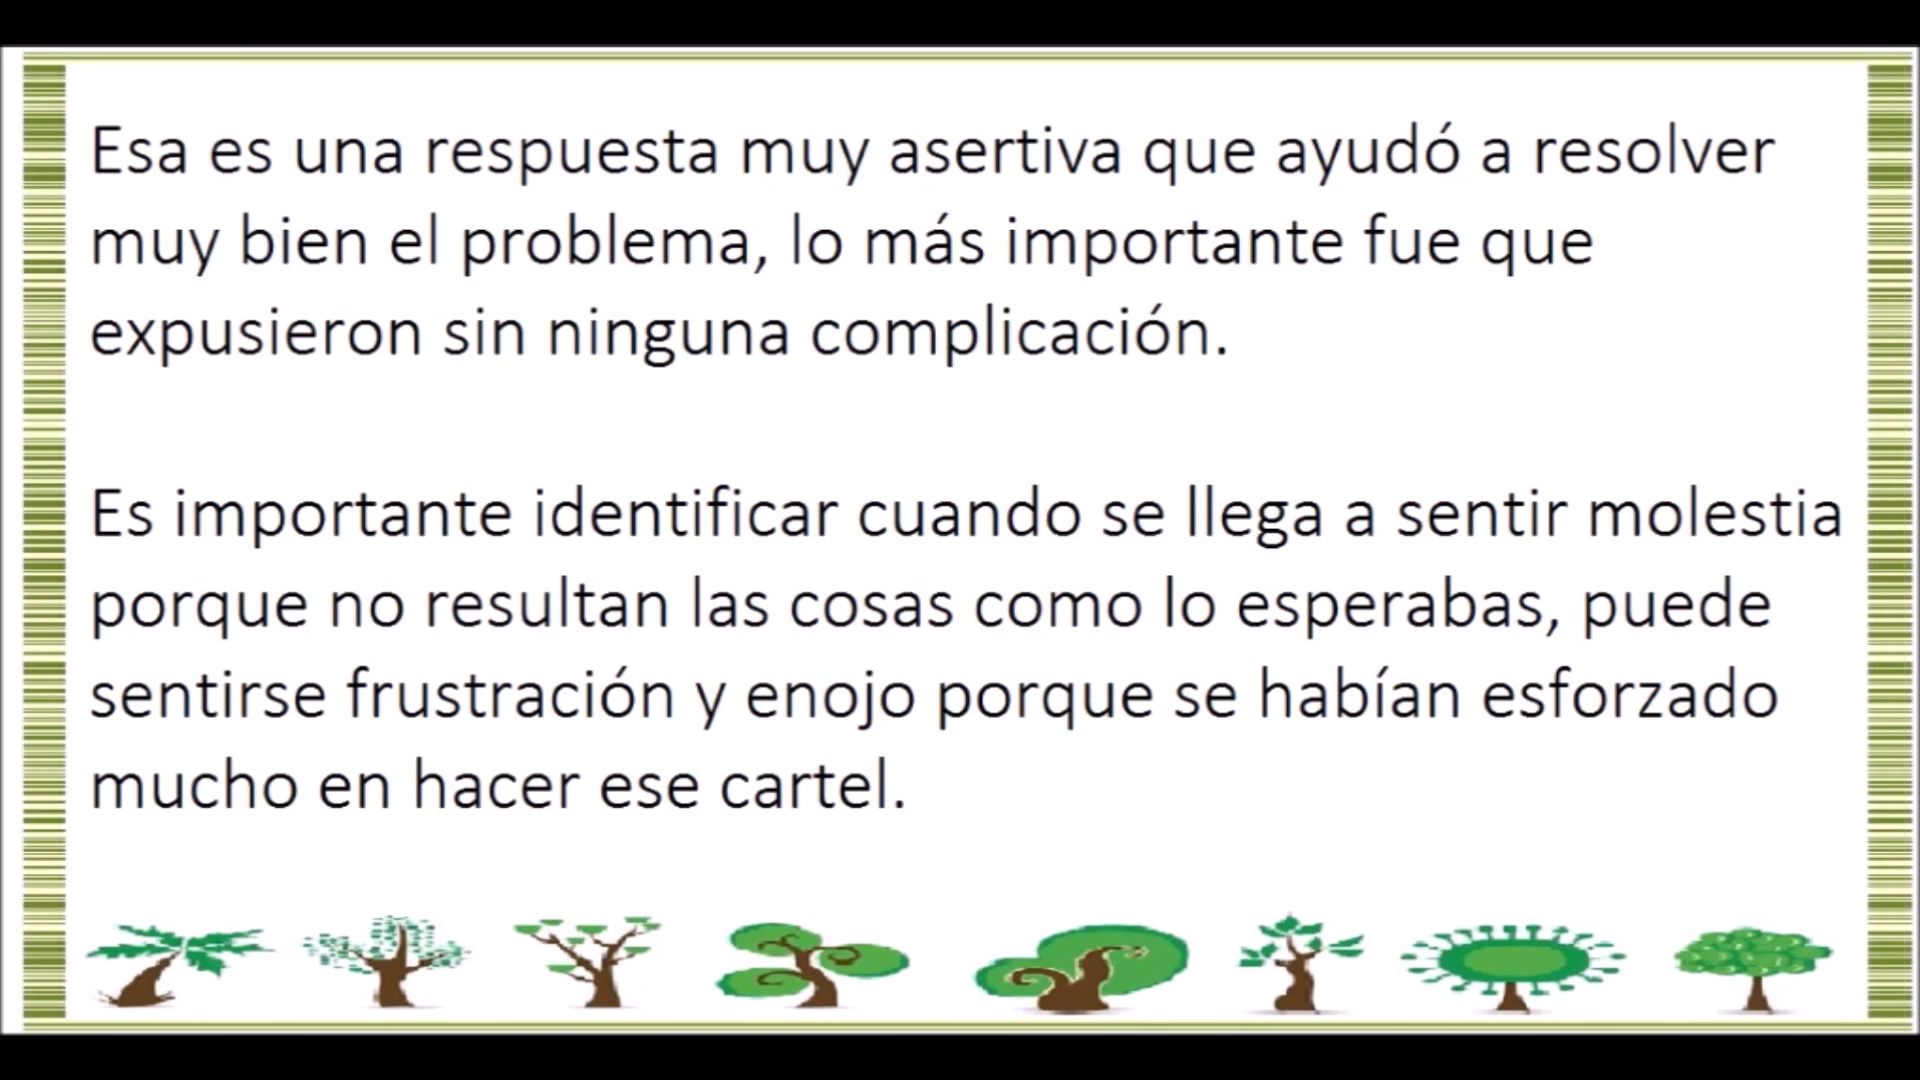 Esa es una respuesta muy asertiva que ayudó a resolver
muy bien el problema, lo más importante fue que
expusieron sin ninguna complicación.
Es importante identificar cuando se llega a sentir molestia
porque no resultan las cosas como lo esperabas, puede
sentirse frustración y enojo porque se habían esforzado
mucho en hacer ese cartel.